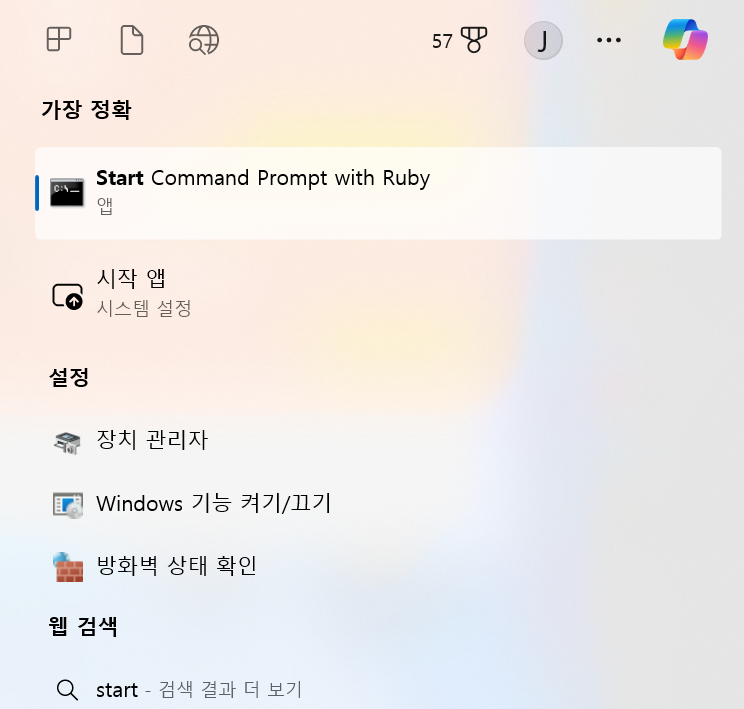 57
J
가장 정확
Start Command Prompt with Ruby
앱
시작 앱
시스템 설정
설정
장치 관리자
Windows 기능 켜기/끄기
방화벽 상태 확인
웹 검색
start - 검색 결과 더 보기